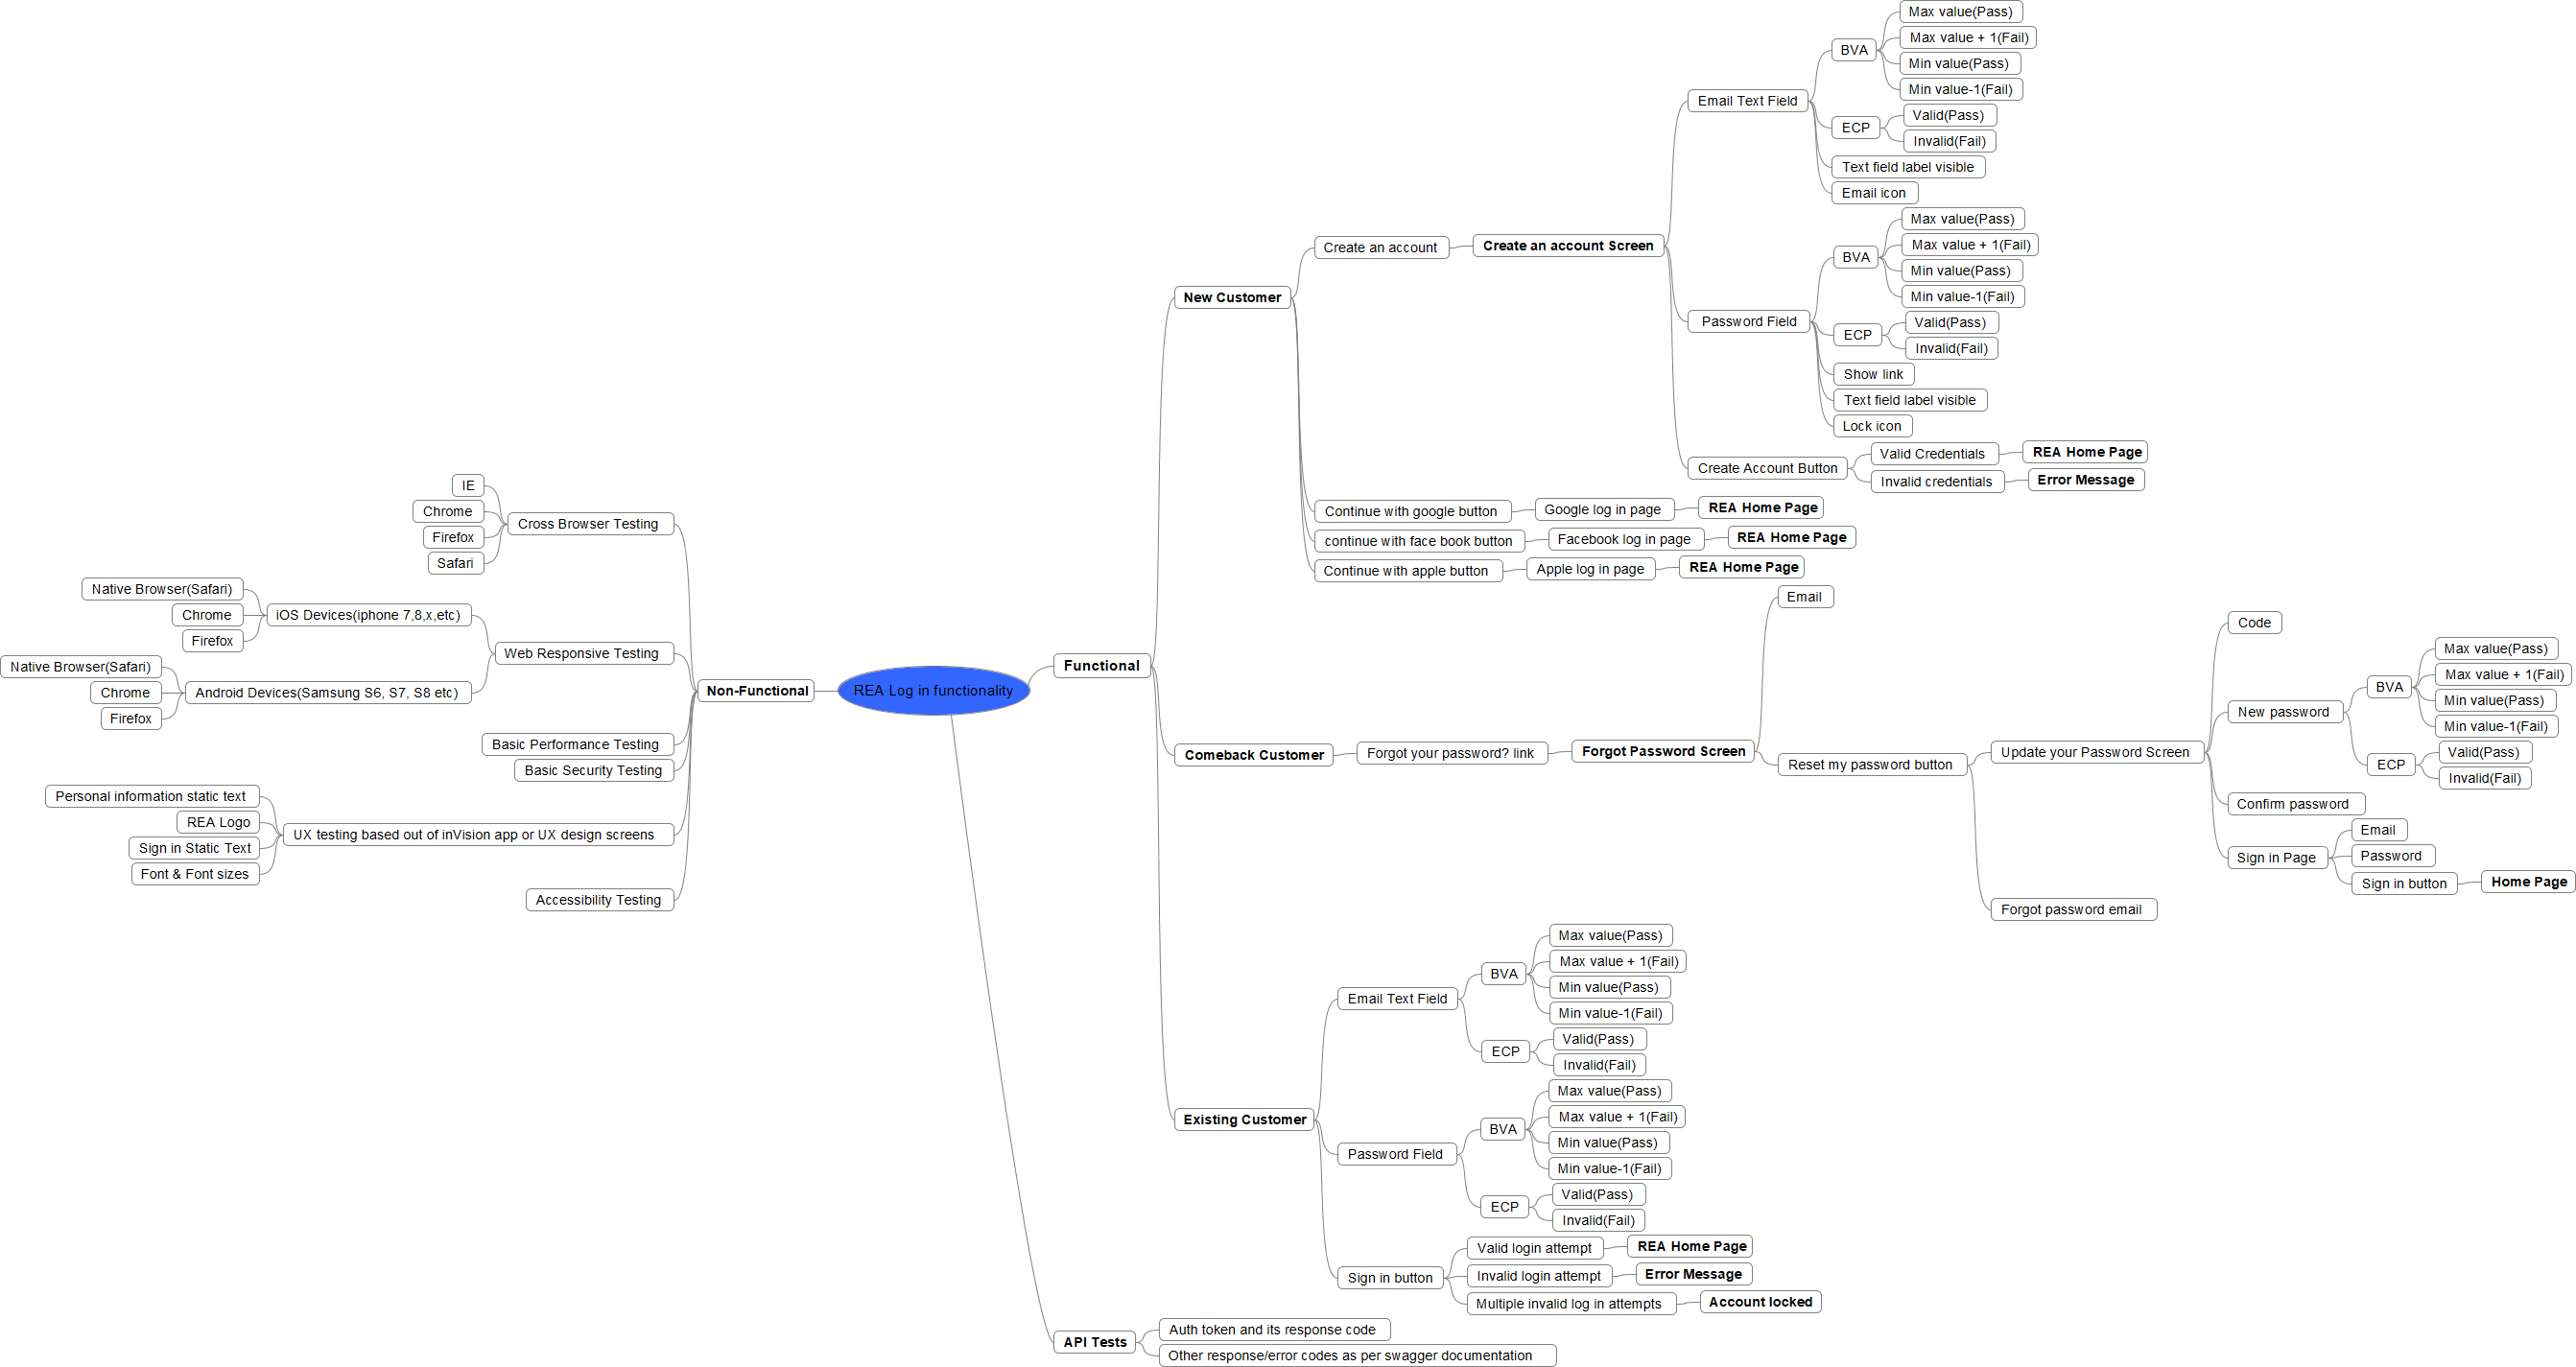 REA Log in functionality
Functional
New Customer
Create an account
Create an account Screen
Email Text Field
BVA
Max value(Pass)
Max value + 1(Fail)
Min value(Pass)
Min value-1(Fail)
ECP
Valid(Pass)
Invalid(Fail)
Text field label visible
Email icon
Password Field
BVA
Max value(Pass)
Max value + 1(Fail)
Min value(Pass)
Min value-1(Fail)
ECP
Valid(Pass)
Invalid(Fail)
Show link
Text field label visible
Lock icon
Create Account Button
Valid Credentials
REA Home Page
Invalid credentials
Error Message
Continue with google button
Google log in page
REA Home Page
continue with face book button
Facebook log in page
REA Home Page
Continue with apple button
Apple log in page
REA Home Page
Comeback Customer
Forgot your password? link
Forgot Password Screen
Email
Reset my password button
Update your Password Screen
Code
New password
BVA
Max value(Pass)
Max value + 1(Fail)
Min value(Pass)
Min value-1(Fail)
ECP
Valid(Pass)
Invalid(Fail)
Confirm password
Sign in Page
Email
Password
Sign in button
Home Page
Forgot password email
Existing Customer
Email Text Field
BVA
Max value(Pass)
Max value + 1(Fail)
Min value(Pass)
Min value-1(Fail)
ECP
Valid(Pass)
Invalid(Fail)
Password Field
BVA
Max value(Pass)
Max value + 1(Fail)
Min value(Pass)
Min value-1(Fail)
ECP
Valid(Pass)
Invalid(Fail)
Sign in button
Valid login attempt
REA Home Page
Invalid login attempt
Error Message
Multiple invalid log in attempts
Account locked
API Tests
Auth token and its response code
Other response/error codes as per swagger documentation
Non-Functional
Cross Browser Testing
IE
Chrome
Firefox
Safari
Web Responsive Testing
iOS Devices(iphone 7,8,x,etc)
Native Browser(Safari)
Chrome
Firefox
Android Devices(Samsung S6, S7, S8 etc)
Native Browser(Safari)
Chrome
Firefox
Basic Performance Testing
Basic Security Testing
UX testing based out of inVision app or UX design screens
Personal information static text
REA Logo
Sign in Static Text
Font & Font sizes
Accessibility Testing